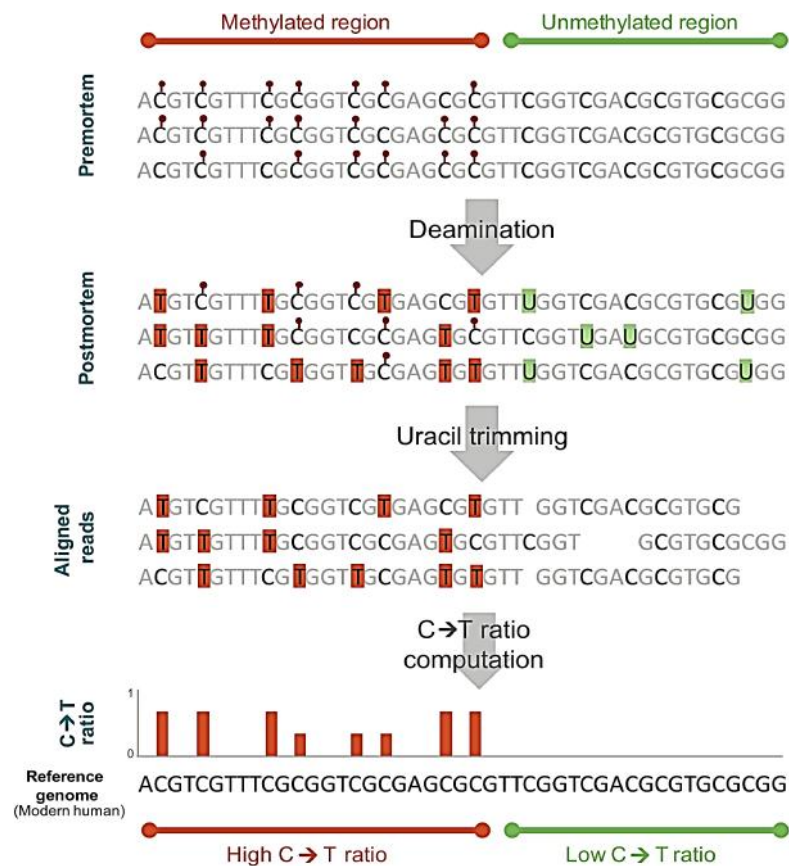 Methylated region
Unmethylated region
Premortem
ACGTCGTTTCGCGGTCGCGAGCGCGTTCGGTCGACGCGTGCGCGG
ACGTCGTTTCGCGGTCGCGAGCGCGTTCGGTCGACGCGTGCGCGG
ACGTCGTTTCGCGGTCGCGAGCGCGTTCGGTCGACGCGTGCGCGG
Deamination
Postmortem
ATGTCGTTTTGCGGTCGTGAGCGTGTTUGGTCGACGCGTGCGUGG
ATGTTGTTTTGCGGTCGCGAGTGCGTTCGGTUGAUGCGTGCGCGG
ACGTTGTTTCGTGGTTGCGAGTGTGTTUGGTCGACGCGTGCGUGG
Uracil trimming
Aligned
reads
ATGTCGTTTTGCGGTCGTGAGCGTGTT GGTCGACGCGTGCG
ATGTTGTTTTGCGGTCGCGAGTGCGTTCGGT GCGTGCGCGG
ACGTTGTTTCGTGGTTGCGAGTGTGTT GGTCGACGCGTGCG
C→T ratio
computation
C→T
ratio
1
0
Reference
genome
(Modern human)
ACGTCGTTTCGCGGTCGCGAGCGCGTTCGGTCGACGCGTGCGCGG
High C → T ratio
Low C → T ratio